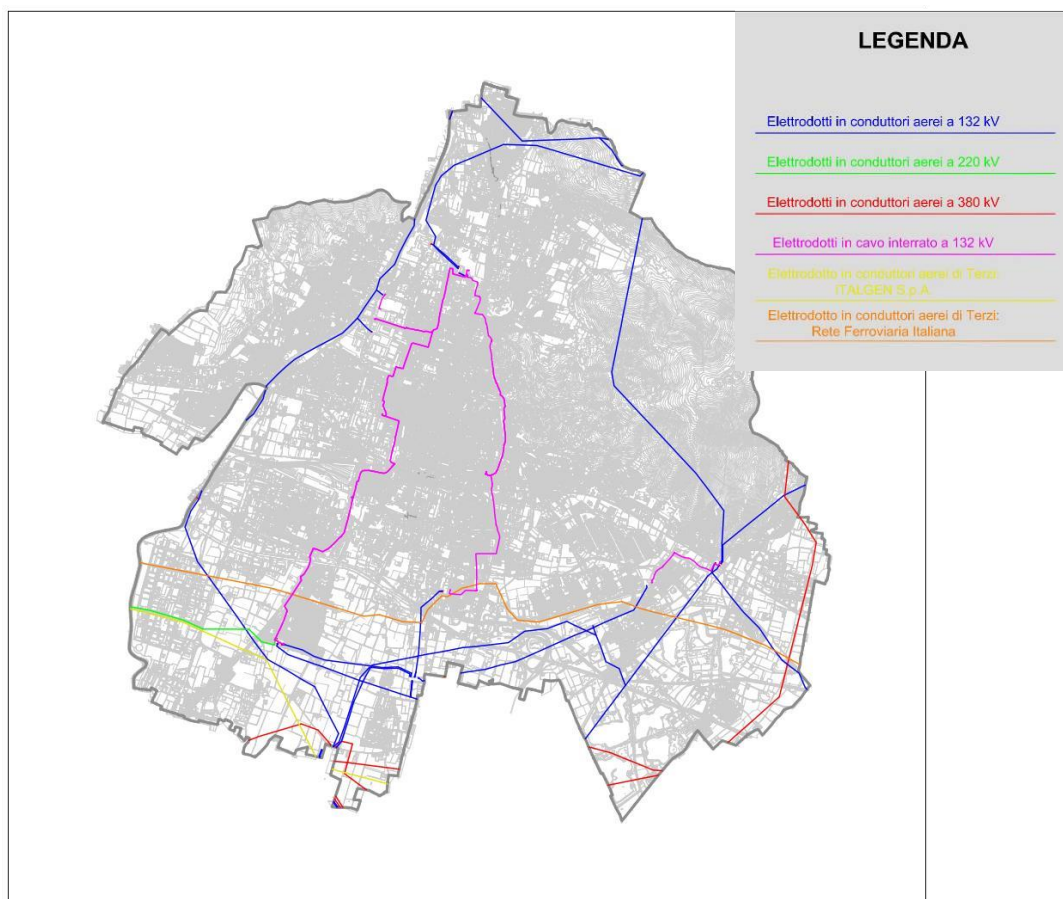 LEGENDA
Elettrodotti in conduttori aerei a 132 kV
Elettrodotti in conduttori aerei a 220 kV
Elettrodotti in conduttori aerei a 380 kV
Elettrodotti in cavo interrato a 132 kV
Elettrodotto in conduttori aerei di Terzi:
ITALGEN S.p.A.
Elettrodotto in conduttori aerei di Terzi:
Rete Ferroviaria Italiana